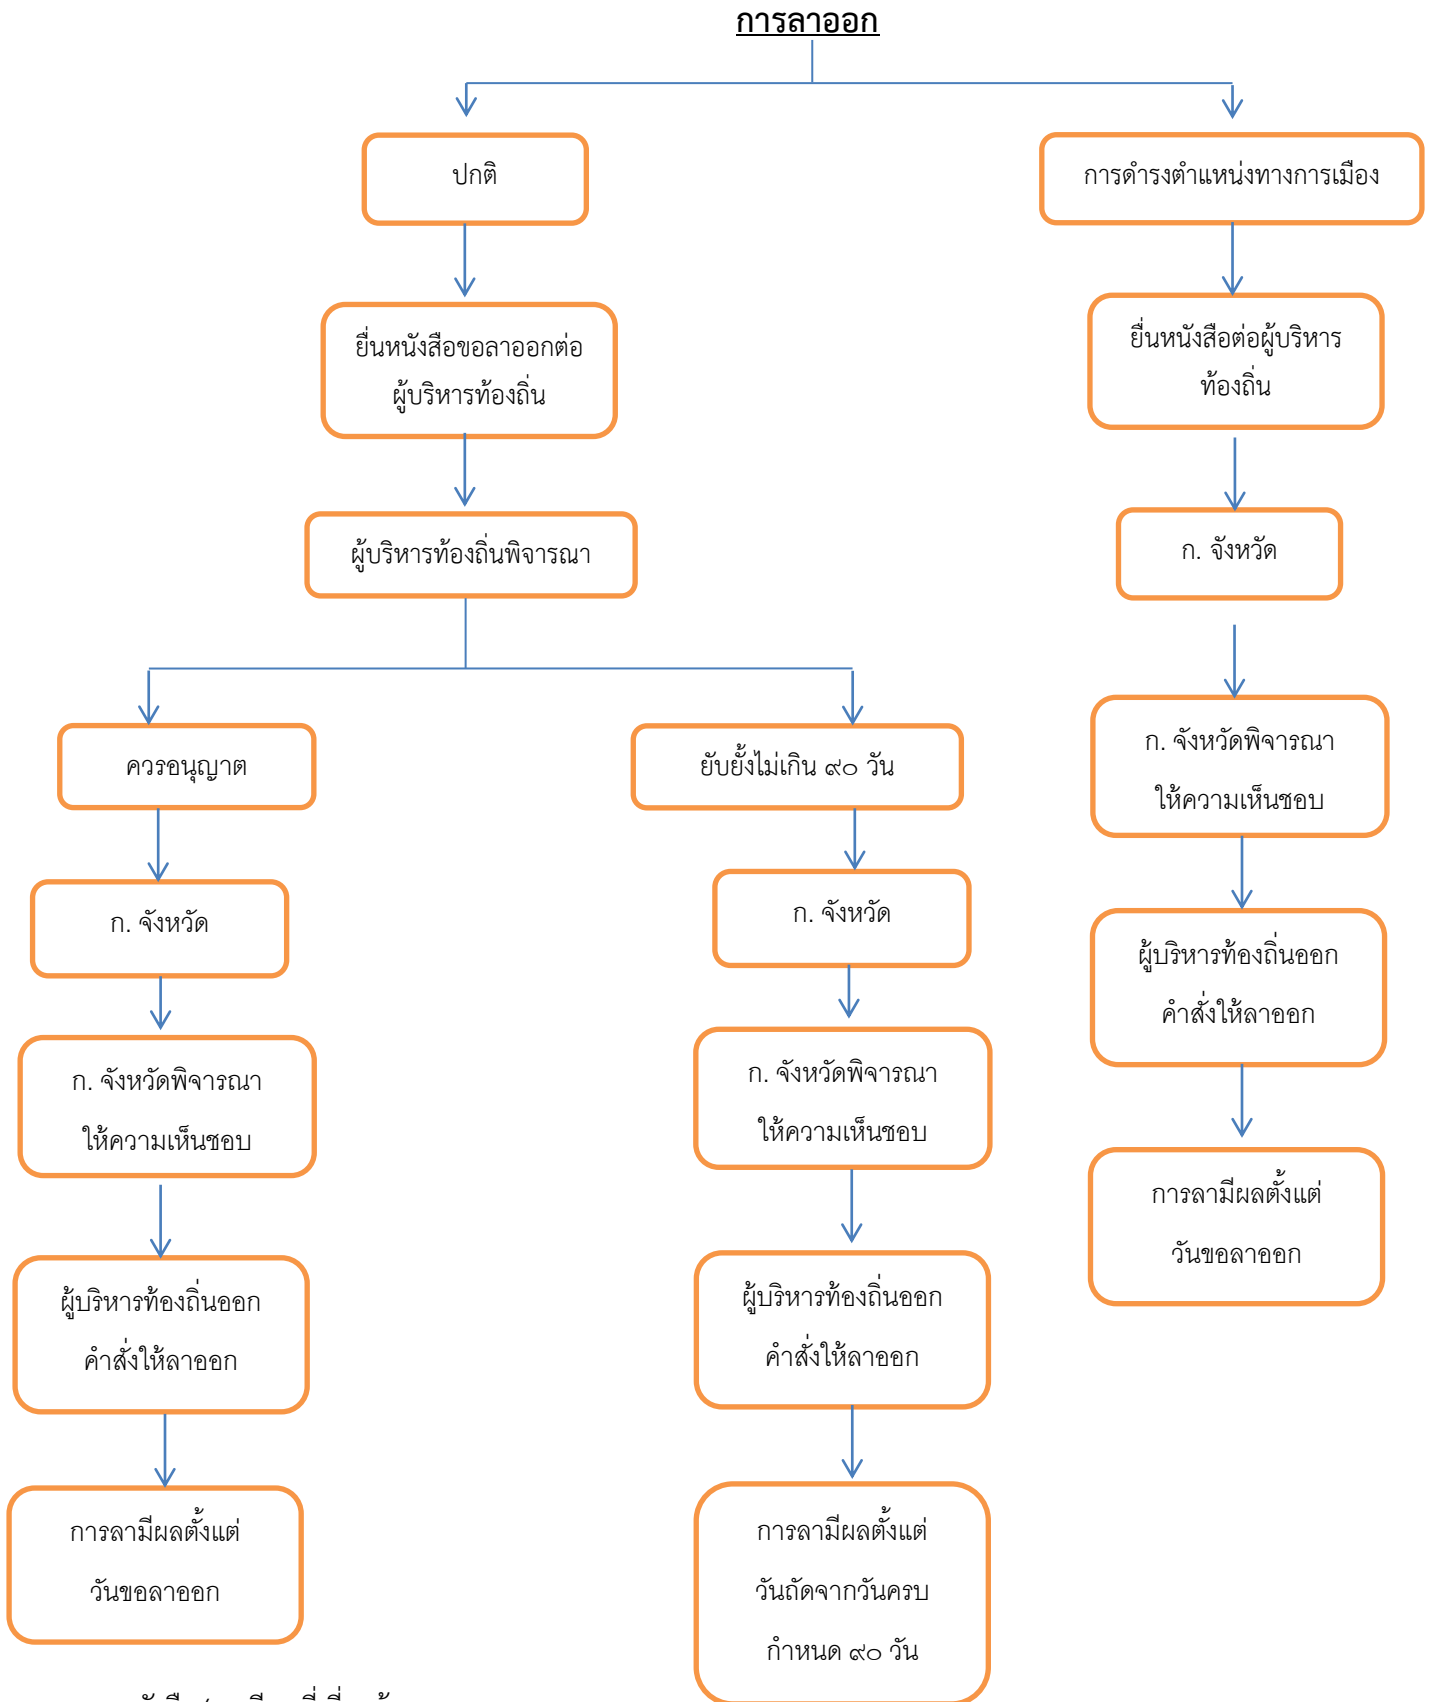 การลาออก
ปกติ
ยื่นหนังสือขอลาออกต่อ
ผู้บริหารท้องถิ่น
ผู้บริหารท้องถิ่นพิจารณา
ควรอนุญาต
ก. จังหวัด
ก. จังหวัดพิจารณา
ให้ความเห็นชอบ
ผู้บริหารท้องถิ่นออก
คำสั่งให้ลาออก
การลามีผลตั้งแต่
วันขอลาออก
ยับยั้งไม่เกิน ๙๐ วัน
ก. จังหวัด
ก. จังหวัดพิจารณา
ให้ความเห็นชอบ
ผู้บริหารท้องถิ่นออก
คำสั่งให้ลาออก
การลามีผลตั้งแต่
วันถัดจากวันครบ
กำหนด ๙๐ วัน
การดำรงตำแหน่งทางการเมือง
ยื่นหนังสือต่อผู้บริหาร
ท้องถิ่น
ก. จังหวัด
ก. จังหวัดพิจารณา
ให้ความเห็นชอบ
ผู้บริหารท้องถิ่นออก
คำสั่งให้ลาออก
การลามีผลตั้งแต่
วันขอลาออก